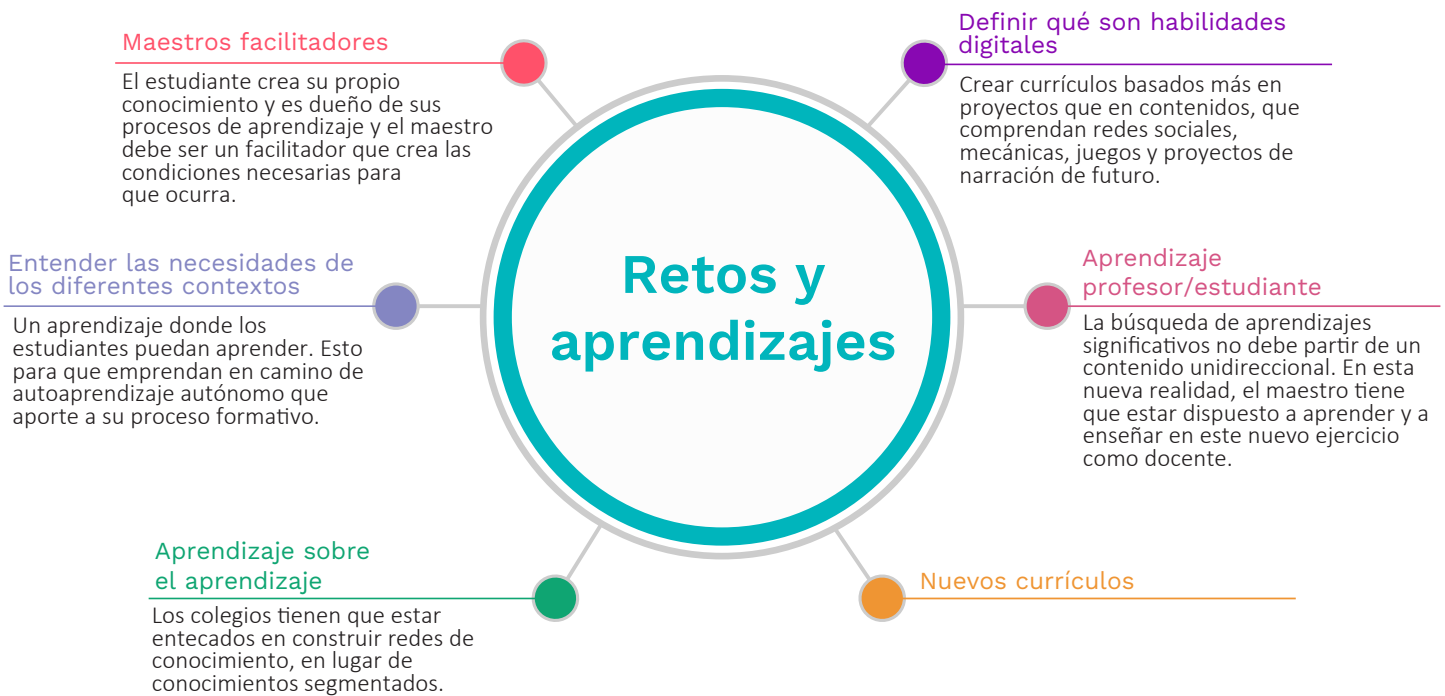 Maestros facilitadores
El estudiante crea su propio
conocimiento y es dueño de sus
procesos de aprendizaje y el maestro
debe ser un facilitador que crea las
condiciones necesarias para
que ocurra.
Definir qué son habilidades
digitales
Crear currículos basados más en
proyectos que en contenidos, que
comprendan redes sociales,
mecánicas, juegos y proyectos de
narración de futuro.
Entender las necesidades de
los diferentes contextos
Un aprendizaje donde los
estudiantes puedan aprender. Esto
para que emprendan en camino de
autoaprendizaje autónomo que
aporte a su proceso formativo.
Retos y
aprendizajes
Aprendizaje
profesor/estudiante
La búsqueda de aprendizajes
significativos no debe partir de un
contenido unidireccional. En esta
nueva realidad, el maestro tiene
que estar dispuesto a aprender y a
enseñar en este nuevo ejercicio
como docente.
Aprendizaje sobre
el aprendizaje
Los colegios tienen que estar
entecados en construir redes de
conocimiento, en lugar de
conocimientos segmentados.
Nuevos currículos